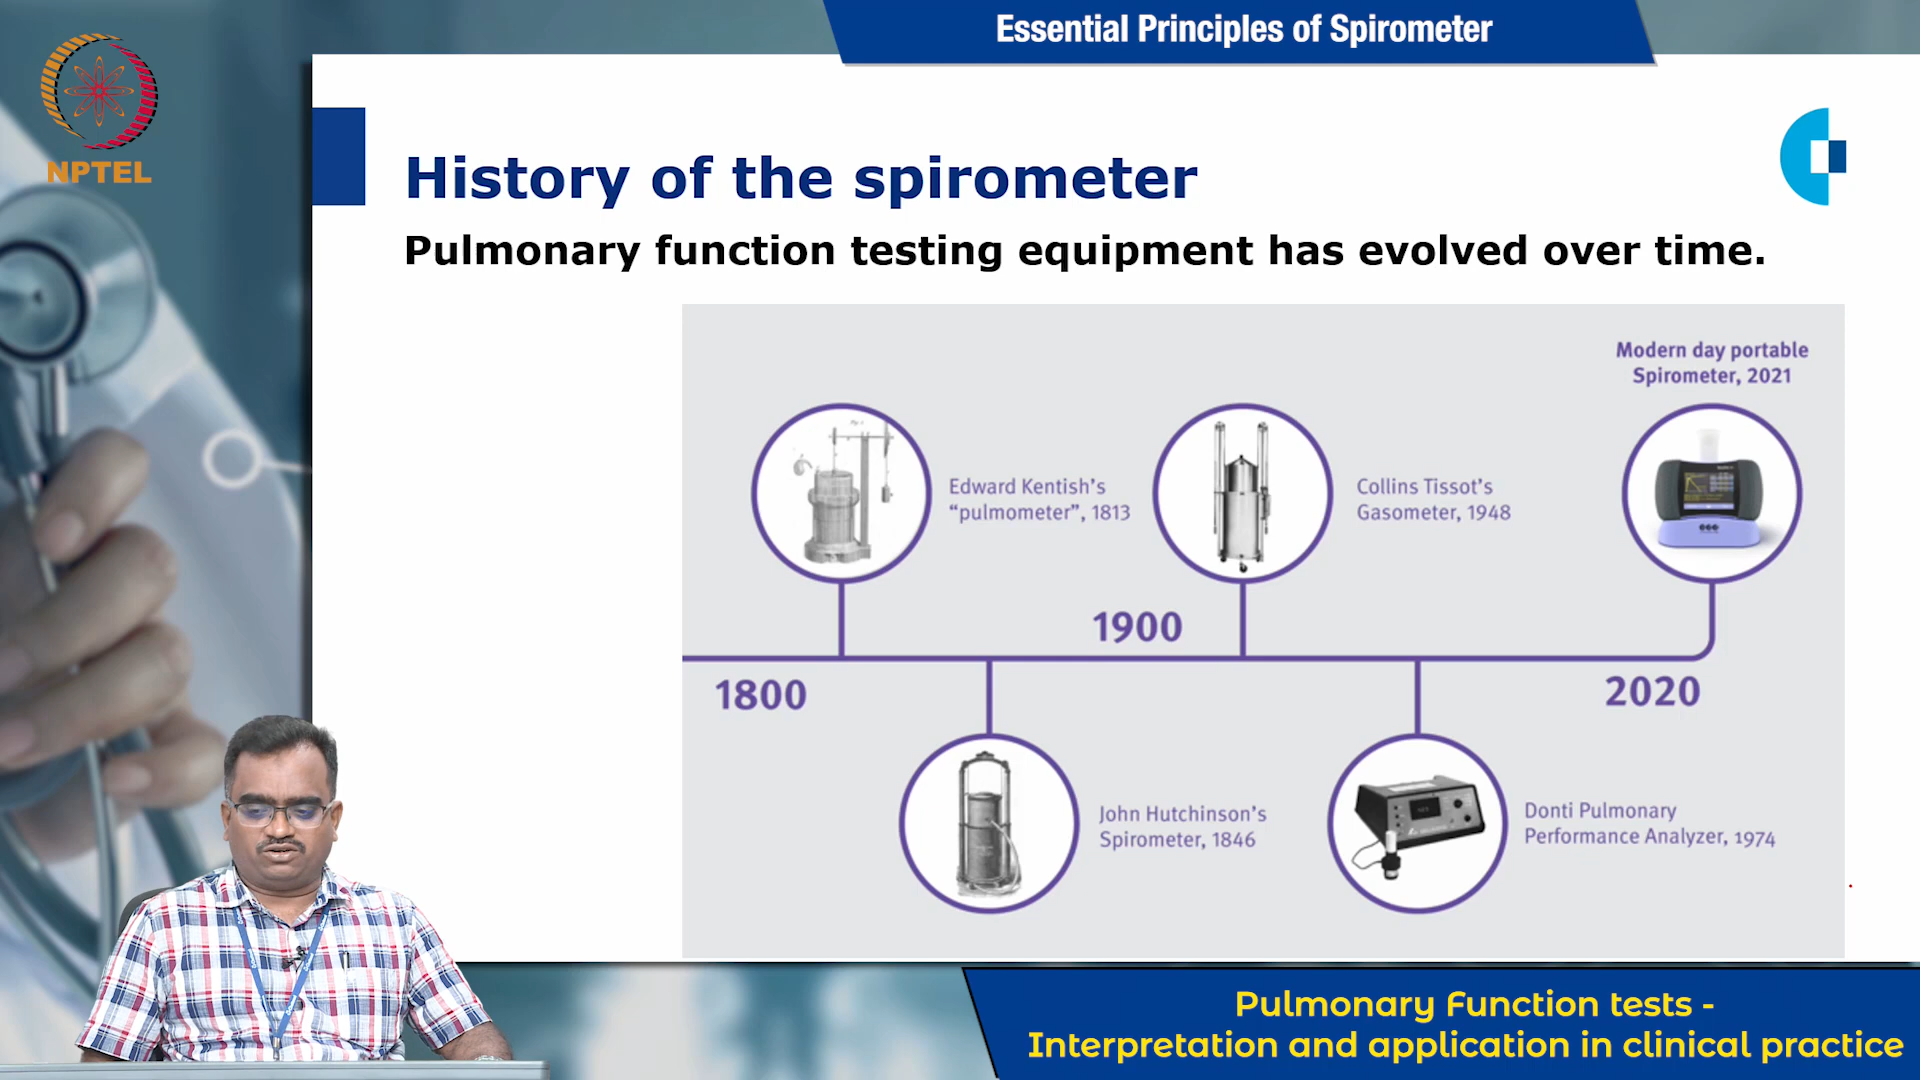 Essential Principles of Spirometer
NPTEL
History of the spirometer
Pulmonary function testing equipment has evolved over time.
Modern day portable
Spirometer, 2021
Edward Kentish's
“pulmometer”, 1813
Collins Tissot's
Gasometer, 1948
1900
1800
2020
John Hutchinson's
Spirometer, 1846
Donti Pulmonary
Performance Analyzer, 1974
Pulmonary Function tests -
Interpretation and application in clinical practice